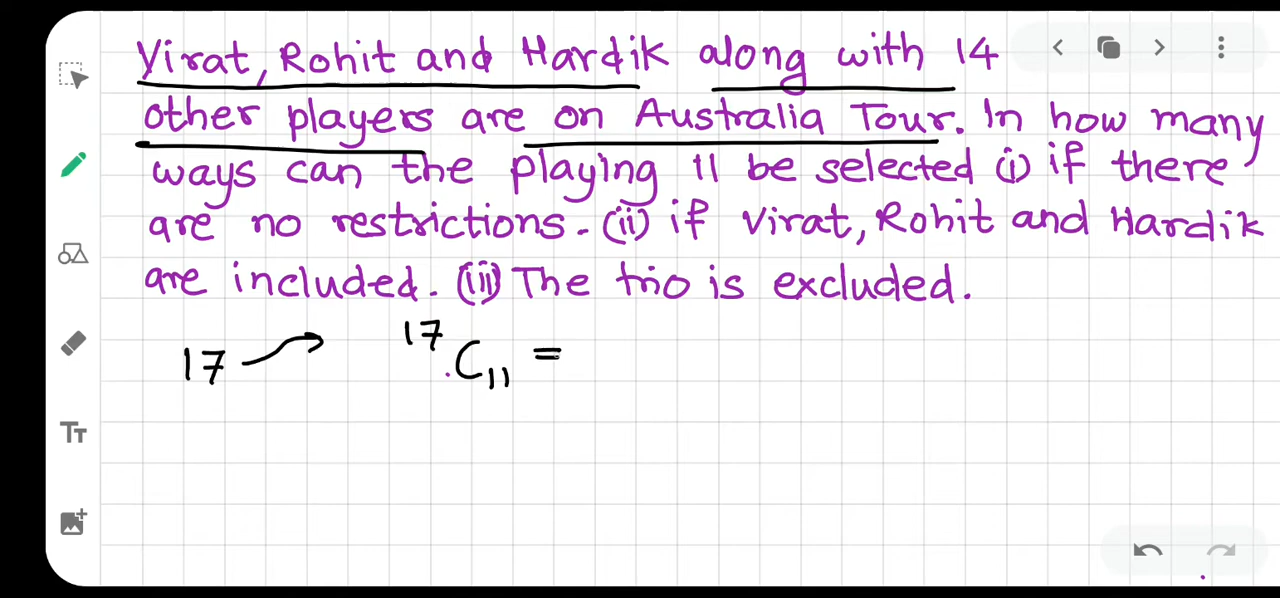 Virat, Rohit and Hardik along with 14
other players are on Australia Tour. In how many
ways can the playing 11 be selected (i) if there
are no restrictions. (ii) if Virat, Rohit and Hardik
are included. (iii) The trio is excluded.
17 → ¹⁷C₁₁ =
TT